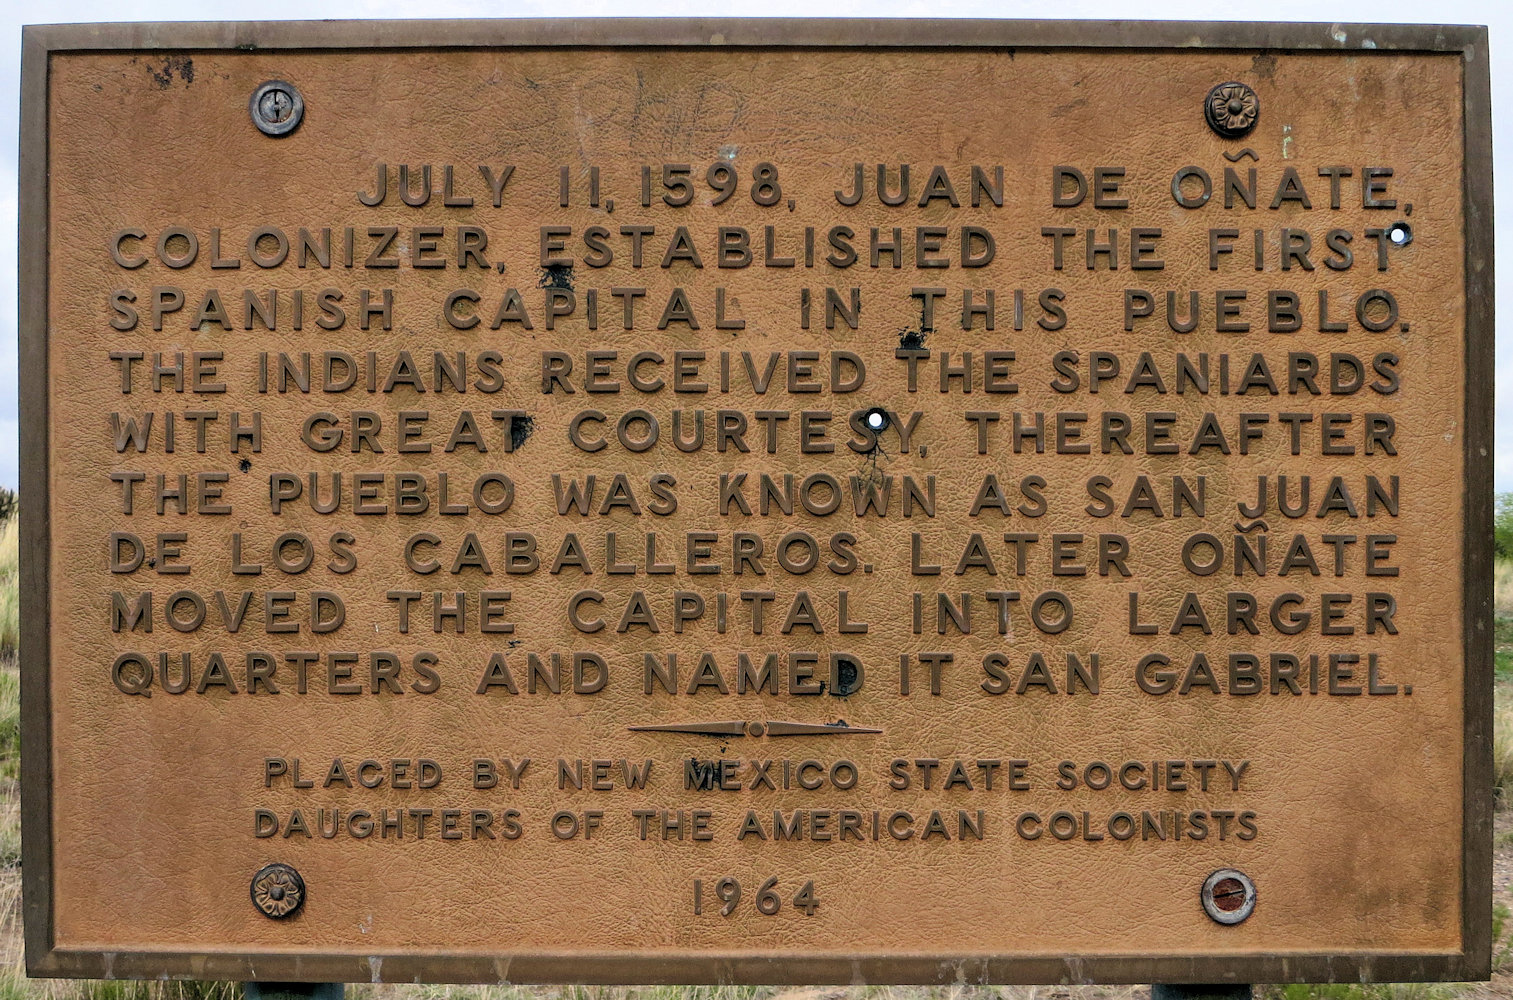 JULY 11, 1598, JUAN DE OÑATE,
COLONIZER, ESTABLISHED THE FIRST
SPANISH CAPITAL IN THIS PUEBLO.
THE INDIANS RECEIVED THE SPANIARDS
WITH GREAT COURTESY, THEREAFTER
THE PUEBLO WAS KNOWN AS SAN JUAN
DE LOS CABALLEROS. LATER OÑATE
MOVED THE CAPITAL INTO LARGER
QUARTERS AND NAMED IT SAN GABRIEL.
PLACED BY NEW MEXICO STATE SOCIETY
DAUGHTERS OF THE AMERICAN COLONISTS
1964